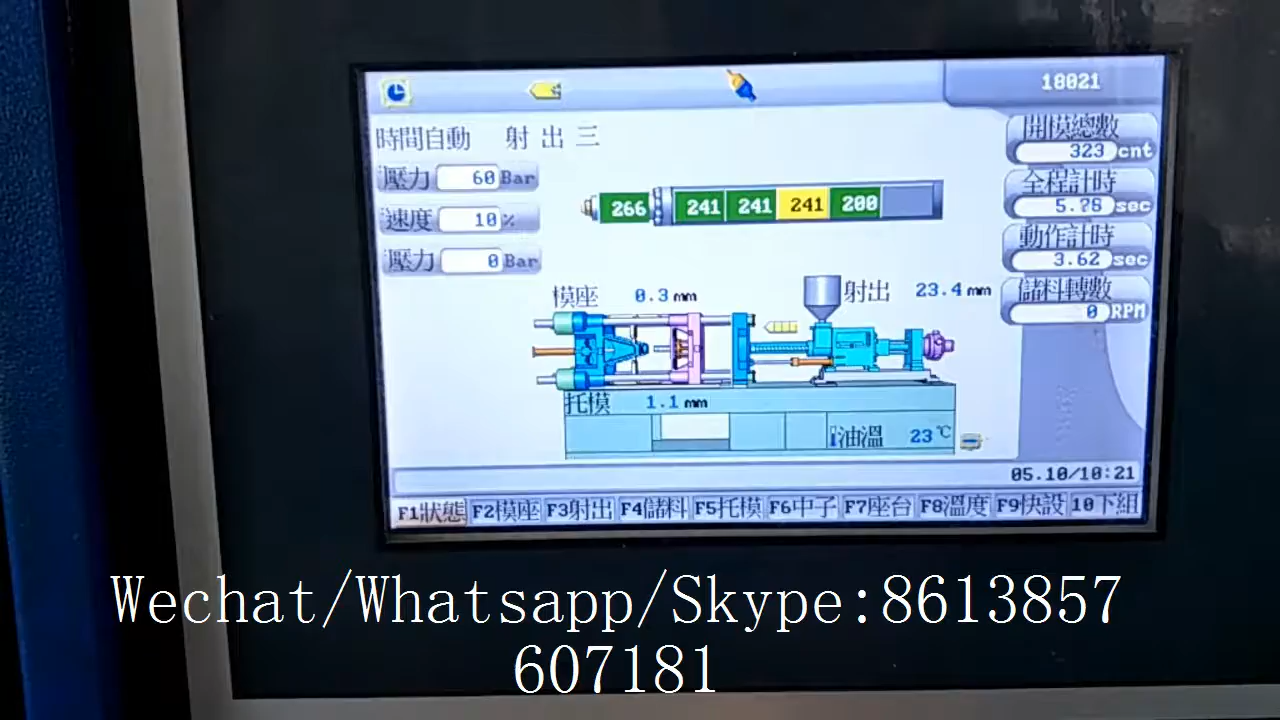 18021
時間自動 射出三
開模總數
323 cnt
壓力 60 Bar
全程計時
5.78 sec
速度 10 %
266 241 241 241 200
動作計時
3.62 sec
壓力 0 Bar
儲料轉數
0 RPM
模座 0.3 mm
射出 23.4 mm
托模 1.1 mm
油溫 23 ℃
05.10/10:21
F1狀態 F2模座 F3射出 F4儲料 F5托模 F6中子 F7座台 F8溫度 F9快設 10下組
Wechat/Whatsapp/Skype:8613857
607181